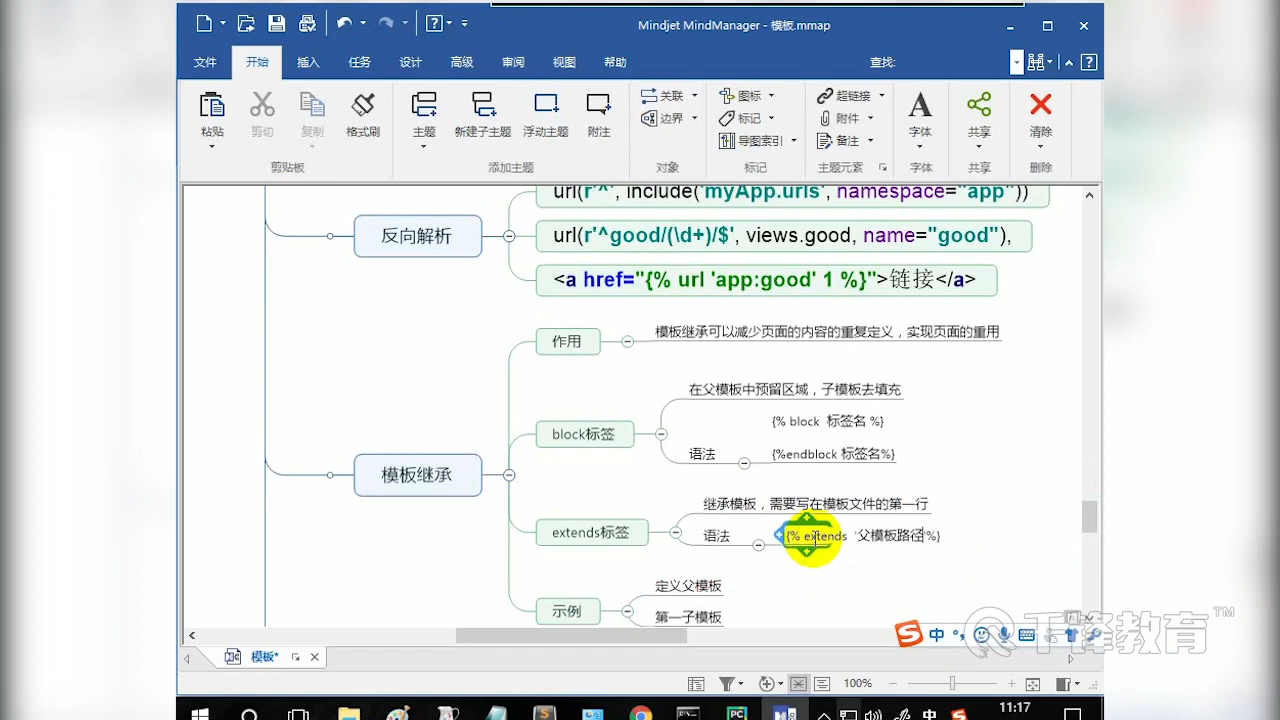 Mindjet MindManager - 模板.mmap
文件 开始 插入 任务 设计 高级 审阅 视图 帮助 查找:
粘贴 剪切 复制 格式刷 主题 新建子主题 浮动主题 附注 关联 边界 图标 标记 导图索引 超链接 附件 备注 字体 共享 清除
剪贴板 添加主题 对象 标记 主题元素 字体 共享 删除
url(r'^', include('myApp.urls', namespace="app"))
反向解析
url(r'^good/(\d+)/$', views.good, name="good"),
<a href="{% url 'app:good' 1 %}">链接</a>
作用
模板继承可以减少页面的内容的重复定义，实现页面的重用
在父模板中预留区域，子模板去填充
{% block 标签名 %}
block标签
语法
{%endblock 标签名%}
模板继承
继承模板，需要写在模板文件的第一行
extends标签
语法
{% extends '父模板路径'%}
定义父模板
示例
第一子模板
中
千锋教育™
模板*
100%
中
11:17